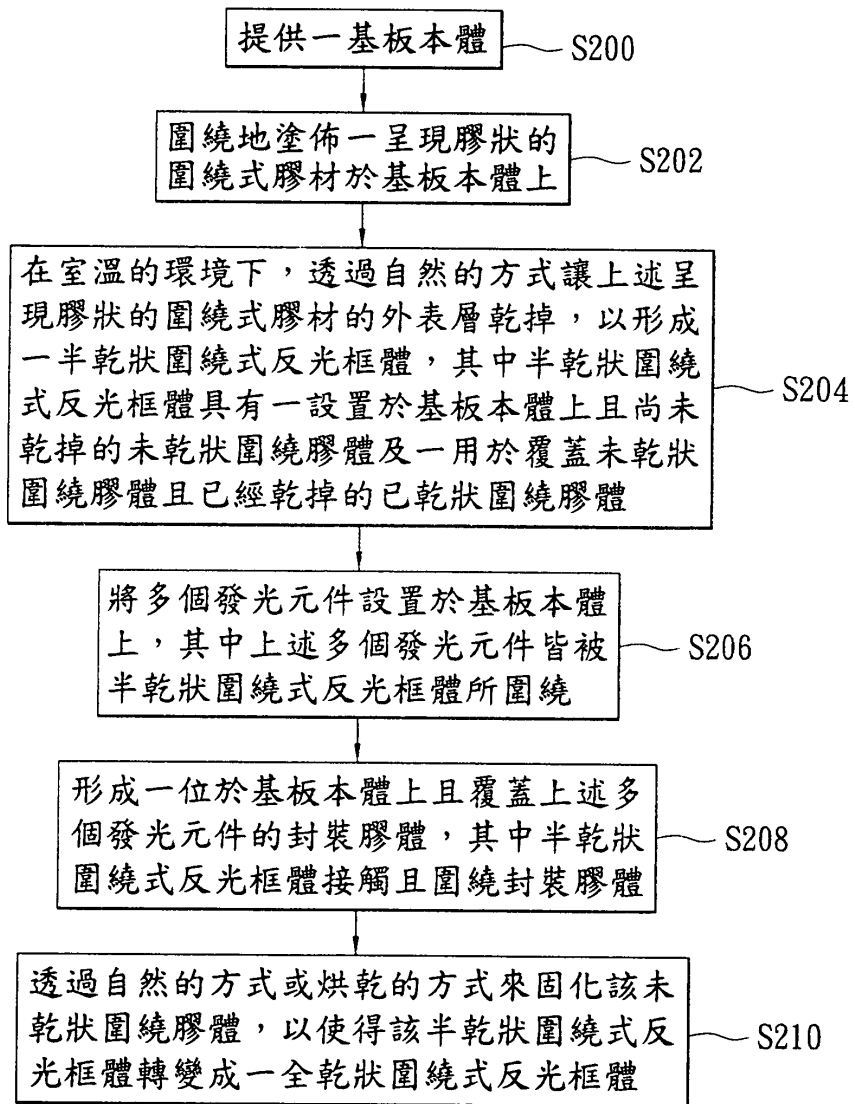 提供一基板本體
S200
圍繞地塗佈一呈現膠狀的
圍繞式膠材於基板本體上
S202
在室溫的環境下，透過自然的方式讓上述呈
現膠狀的圍繞式膠材的外表層乾掉，以形成
一半乾狀圍繞式反光框體，其中半乾狀圍繞
式反光框體具有一設置於基板本體上且尚未
乾掉的未乾狀圍繞膠體及一用於覆蓋未乾狀
圍繞膠體且已經乾掉的已乾狀圍繞膠體
S204
將多個發光元件設置於基板本體
上，其中上述多個發光元件皆被
半乾狀圍繞式反光框體所圍繞
S206
形成一位於基板本體上且覆蓋上述多
個發光元件的封裝膠體，其中半乾狀
圍繞式反光框體接觸且圍繞封裝膠體
S208
透過自然的方式或烘乾的方式來固化該未
乾狀圍繞膠體，以使得該半乾狀圍繞式反
光框體轉變成一全乾狀圍繞式反光框體
S210